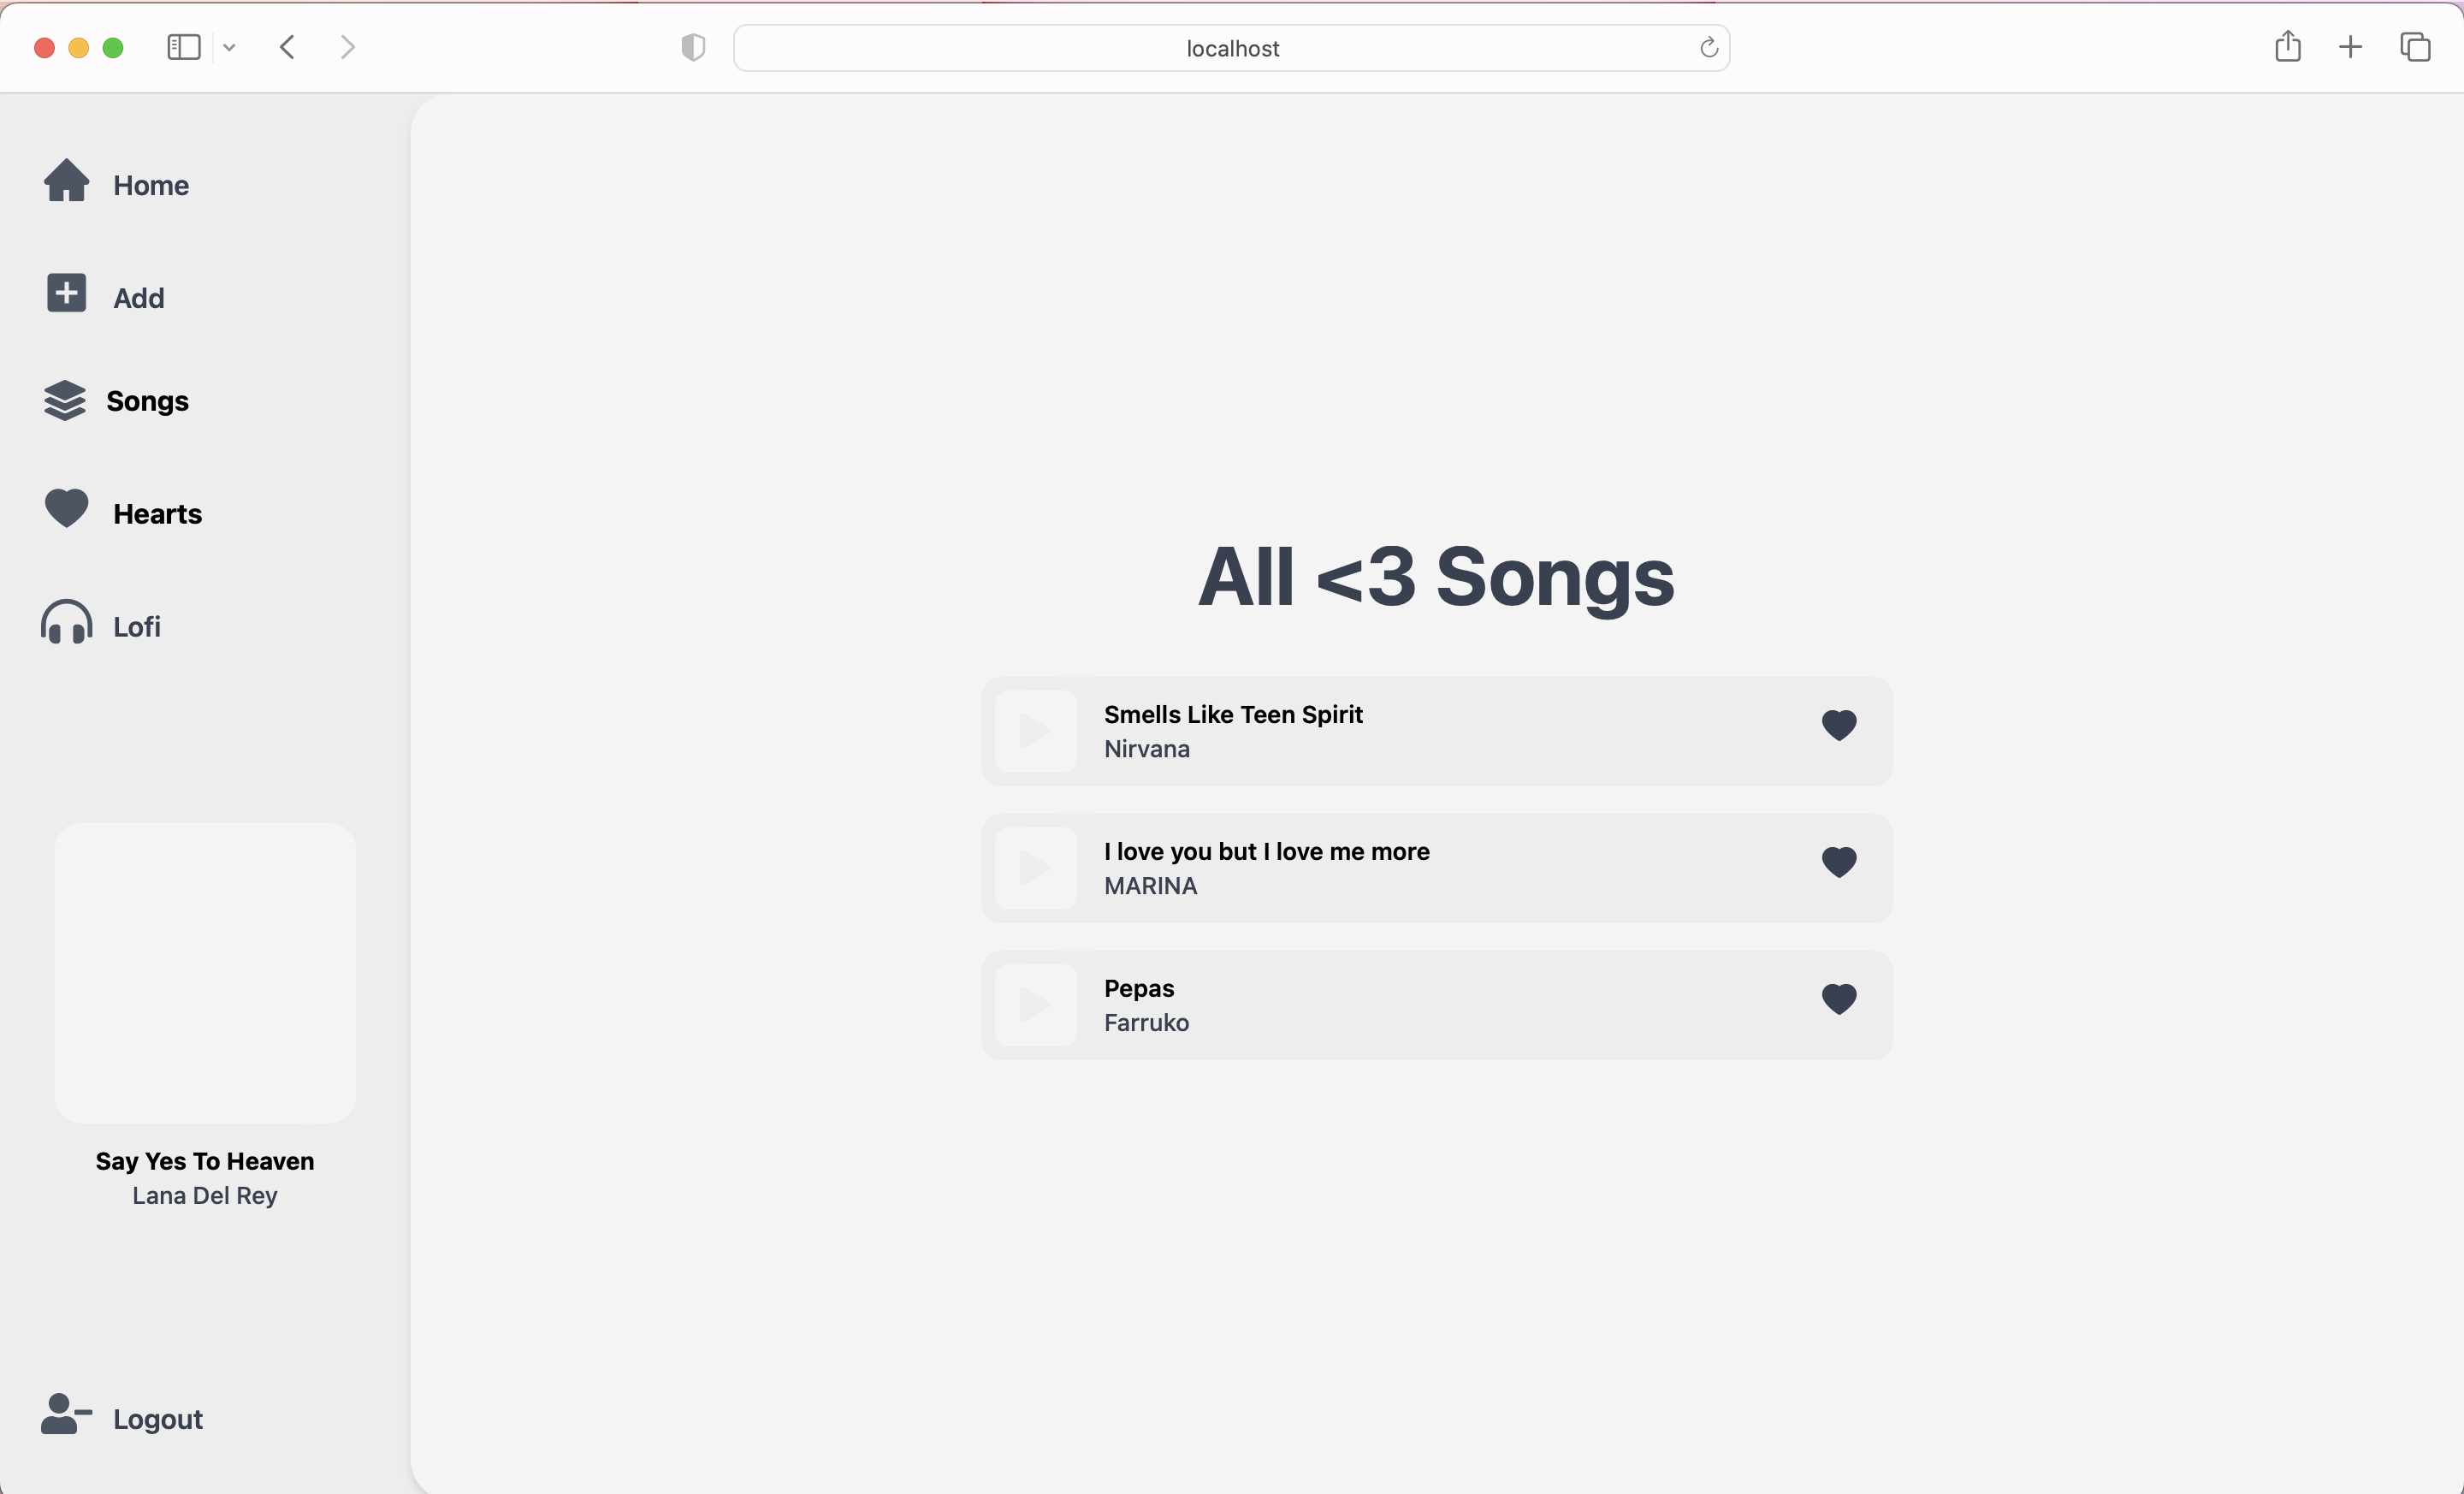 localhost
Home
Add
Songs
Hearts
Lofi
Say Yes To Heaven
Lana Del Rey
Logout
All <3 Songs
Smells Like Teen Spirit
Nirvana
I love you but I love me more
MARINA
Pepas
Farruko